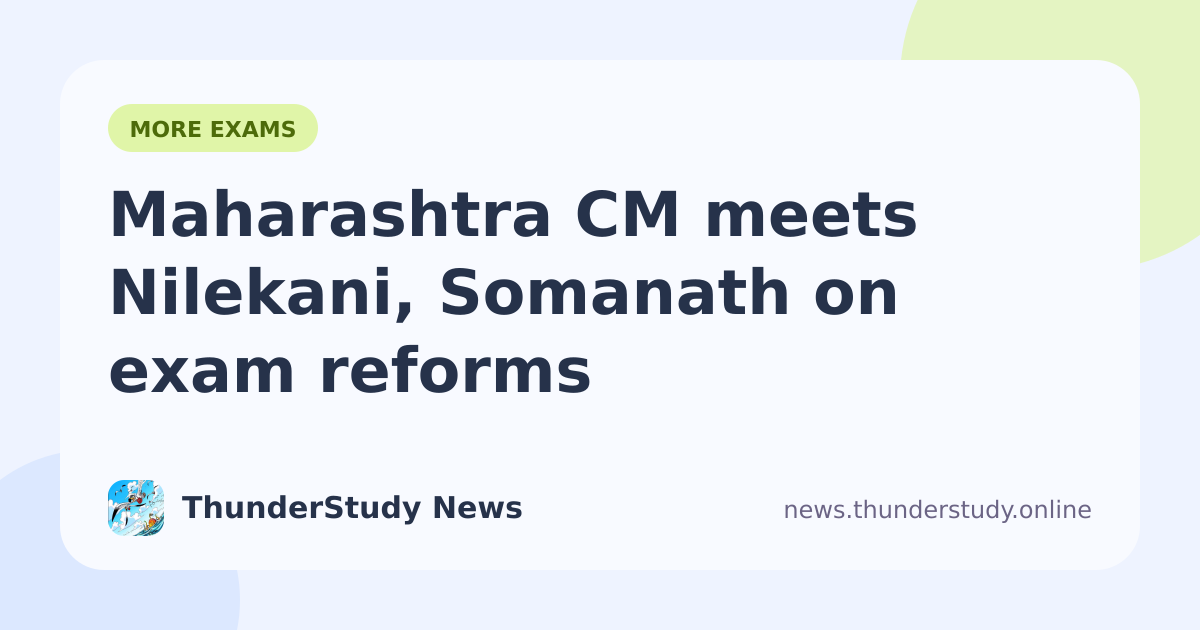 MORE EXAMS
Maharashtra CM meets
Nilekani, Somanath on
exam reforms
ThunderStudy News
news.thunderstudy.online